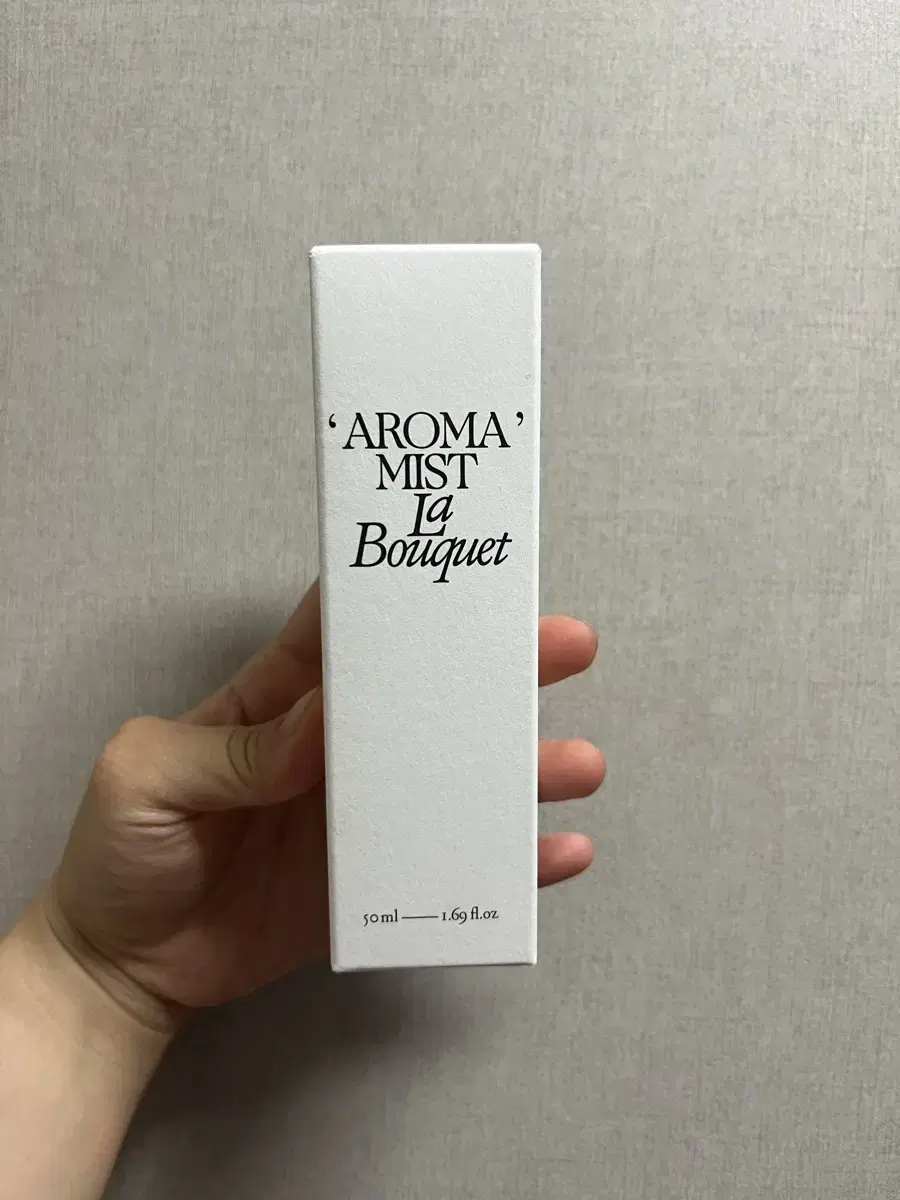 ‘AROMA’
MIST
La
Bouquet
50ml — 1.69 fl.oz